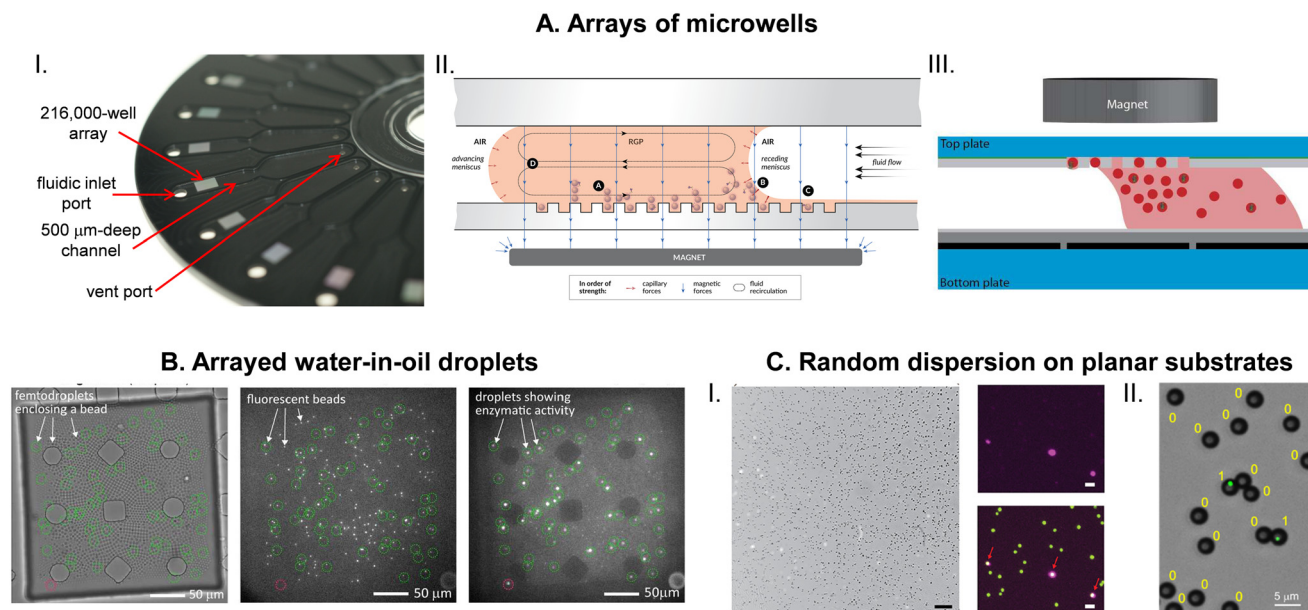 A. Arrays of microwells
I.
216,000-well
array
fluidic inlet
port
500 μm-deep
channel
vent port
II.
AIR
RGP
AIR
advancing
meniscus
receding
meniscus
fluid flow
D
A
B
C
MAGNET
In order of
strength:
capillary
forces
magnetic
forces
fluid
recirculation
III.
Magnet
Top plate
Bottom plate
B. Arrayed water-in-oil droplets
femtodroplets
enclosing a bead
50 μm
fluorescent beads
50 μm
droplets showing
enzymatic activity
50μm
C. Random dispersion on planar substrates
I.
II.
0
0
0
0
0
1
0
0
0
0
1
0
0
0
0
0
0
5 μm